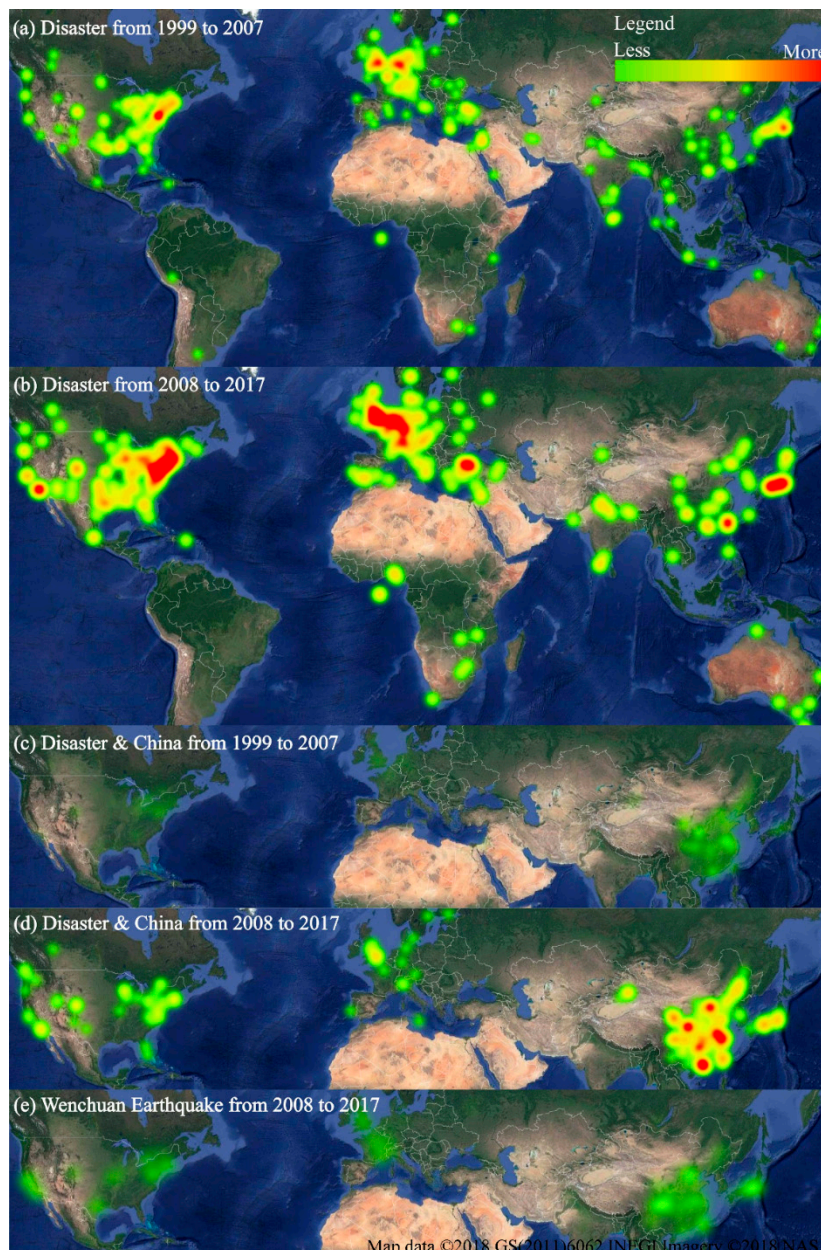 (a) Disaster from 1999 to 2007
Legend
Less More
(b) Disaster from 2008 to 2017
(c) Disaster & China from 1999 to 2007
(d) Disaster & China from 2008 to 2017
(e) Wenchuan Earthquake from 2008 to 2017
Map data ©2018 GS(2011)6062 INEGI Imagery ©2018 NAS